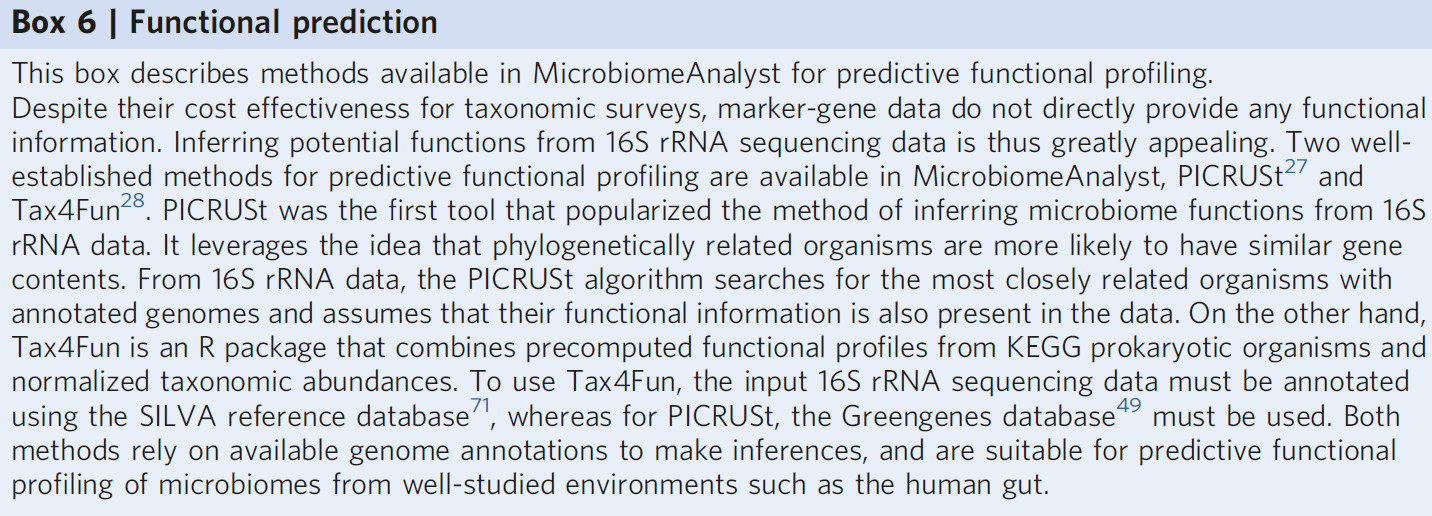 Box 6 | Functional prediction
This box describes methods available in MicrobiomeAnalyst for predictive functional profiling.
Despite their cost effectiveness for taxonomic surveys, marker-gene data do not directly provide any functional
information. Inferring potential functions from 16S rRNA sequencing data is thus greatly appealing. Two well-
established methods for predictive functional profiling are available in MicrobiomeAnalyst, PICRUSt27 and
Tax4Fun28. PICRUSt was the first tool that popularized the method of inferring microbiome functions from 16S
rRNA data. It leverages the idea that phylogenetically related organisms are more likely to have similar gene
contents. From 16S rRNA data, the PICRUSt algorithm searches for the most closely related organisms with
annotated genomes and assumes that their functional information is also present in the data. On the other hand,
Tax4Fun is an R package that combines precomputed functional profiles from KEGG prokaryotic organisms and
normalized taxonomic abundances. To use Tax4Fun, the input 16S rRNA sequencing data must be annotated
using the SILVA reference database71, whereas for PICRUSt, the Greengenes database49 must be used. Both
methods rely on available genome annotations to make inferences, and are suitable for predictive functional
profiling of microbiomes from well-studied environments such as the human gut.